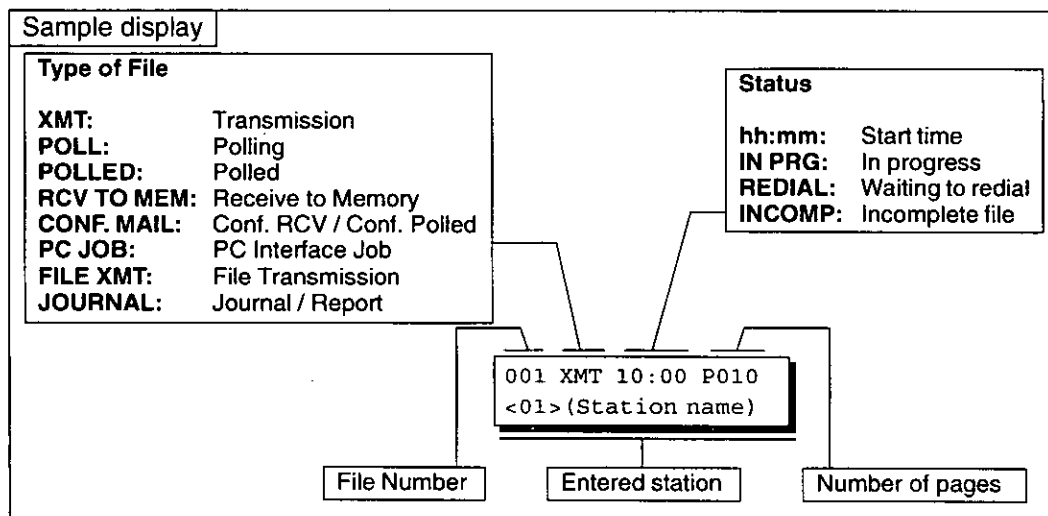 Sample display
Type of File
XMT: Transmission
POLL: Polling
POLLED: Polled
RCV TO MEM: Receive to Memory
CONF. MAIL: Conf. RCV / Conf. Polled
PC JOB: PC Interface Job
FILE XMT: File Transmission
JOURNAL: Journal / Report
Status
hh:mm: Start time
IN PRG: In progress
REDIAL: Waiting to redial
INCOMP: Incomplete file
001 XMT 10:00 P010
<01>(Station name)
File Number
Entered station
Number of pages